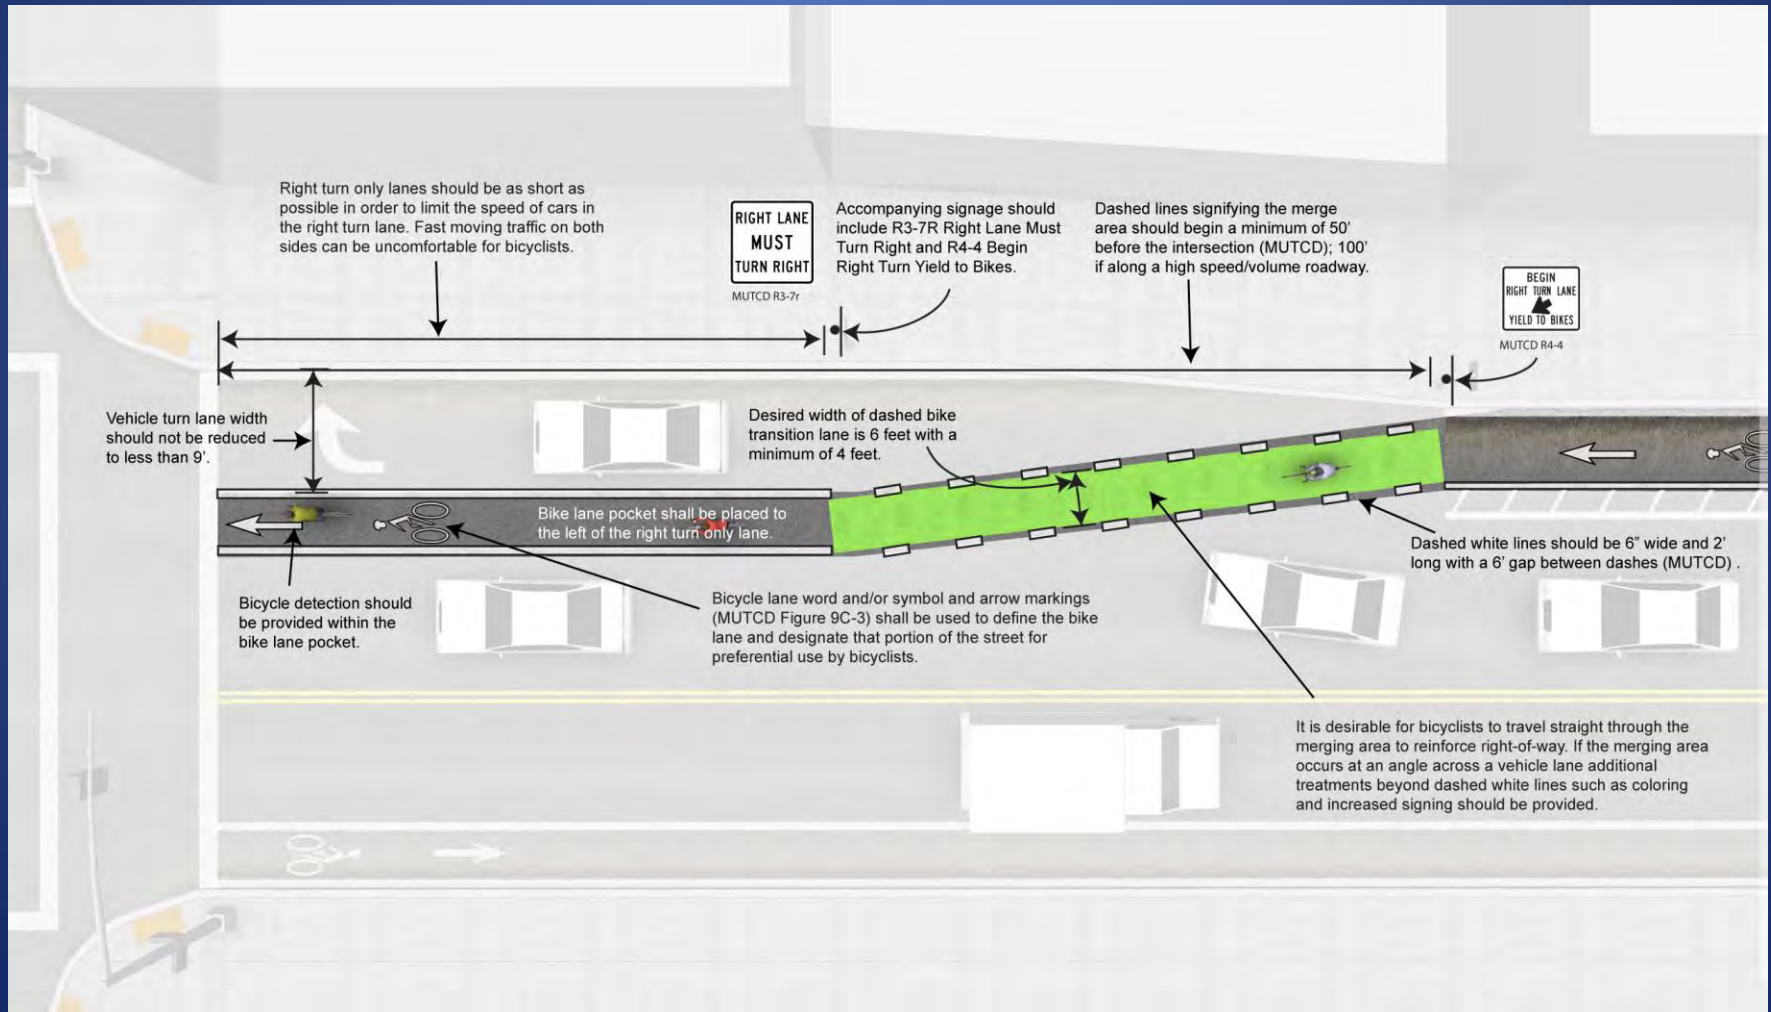 Right turn only lanes should be as short as
possible in order to limit the speed of cars in
the right turn lane. Fast moving traffic on both
sides can be uncomfortable for bicyclists.
RIGHT LANE
MUST
TURN RIGHT
MUTCD R3-7r
Accompanying signage should
include R3-7R Right Lane Must
Turn Right and R4-4 Begin
Right Turn Yield to Bikes.
Dashed lines signifying the merge
area should begin a minimum of 50'
before the intersection (MUTCD); 100'
if along a high speed/volume roadway.
BEGIN
RIGHT TURN LANE
YIELD TO BIKES
MUTCD R4-4
Vehicle turn lane width
should not be reduced
to less than 9'.
Desired width of dashed bike
transition lane is 6 feet with a
minimum of 4 feet.
Bike lane pocket shall be placed to
the left of the right turn only lane.
Dashed white lines should be 6” wide and 2'
long with a 6' gap between dashes (MUTCD) .
Bicycle detection should
be provided within the
bike lane pocket.
Bicycle lane word and/or symbol and arrow markings
(MUTCD Figure 9C-3) shall be used to define the bike
lane and designate that portion of the street for
preferential use by bicyclists.
It is desirable for bicyclists to travel straight through the
merging area to reinforce right-of-way. If the merging area
occurs at an angle across a vehicle lane additional
treatments beyond dashed white lines such as coloring
and increased signing should be provided.